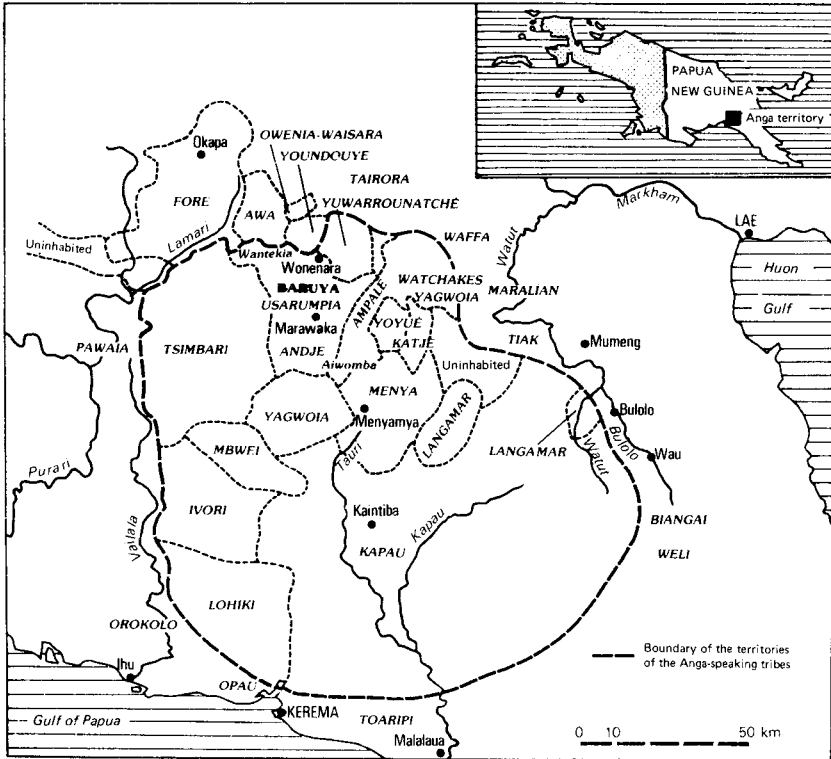 PAPUA
NEW GUINEA
Anga territory
Okapa
OWENIA-WAISARA
YOUNDOUYE
TAIRORA
YUWARROUNATCHÉ
FORE
AWA
Lamari
Uninhabited
Wantekia
Wonenara
WAFFA
Watut
Markham
LAE
Huon
Gulf
BARUYA
USARUMPIA
Marawaka
ANDJE
AMPALÉ
WATCHAKES
YAGWOIA
MARALIAN
YOYUÉ
KATJE
TIAK
Mumeng
PAWAIA
TSIMBARI
Aiwomba
Uninhabited
MENYA
YAGWOIA
Menyamya
LANGAMAR
LANGAMAR
Bulolo
Bulolo
Watut
Wau
MBWEI
Tauri
Purari
IVORI
Kaintiba
KAPAU
Kapau
Vailala
BIANGAI
WELI
LOHIKI
OROKOLO
Ihu
OPAU
KEREMA
Gulf of Papua
TOARIPI
Malalaua
Boundary of the territories
of the Anga-speaking tribes
0 10 50 km